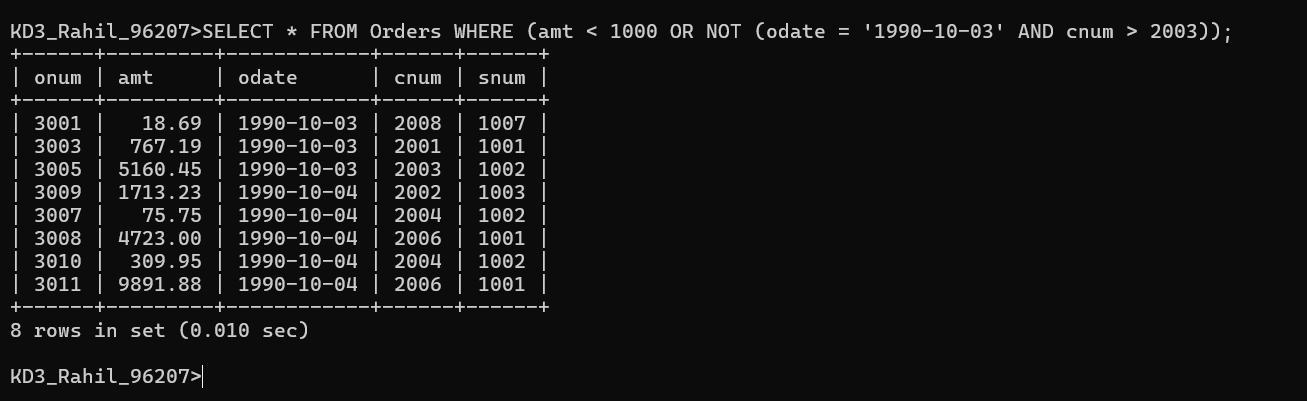 KD3_Rahil_96207>SELECT * FROM Orders WHERE (amt < 1000 OR NOT (odate = '1990-10-03' AND cnum > 2003));
+------+---------+------------+------+------+
| onum | amt     | odate      | cnum | snum |
+------+---------+------------+------+------+
| 3001 |   18.69 | 1990-10-03 | 2008 | 1007 |
| 3003 |  767.19 | 1990-10-03 | 2001 | 1001 |
| 3005 | 5160.45 | 1990-10-03 | 2003 | 1002 |
| 3009 | 1713.23 | 1990-10-04 | 2002 | 1003 |
| 3007 |   75.75 | 1990-10-04 | 2004 | 1002 |
| 3008 | 4723.00 | 1990-10-04 | 2006 | 1001 |
| 3010 |  309.95 | 1990-10-04 | 2004 | 1002 |
| 3011 | 9891.88 | 1990-10-04 | 2006 | 1001 |
+------+---------+------------+------+------+
8 rows in set (0.010 sec)
KD3_Rahil_96207>